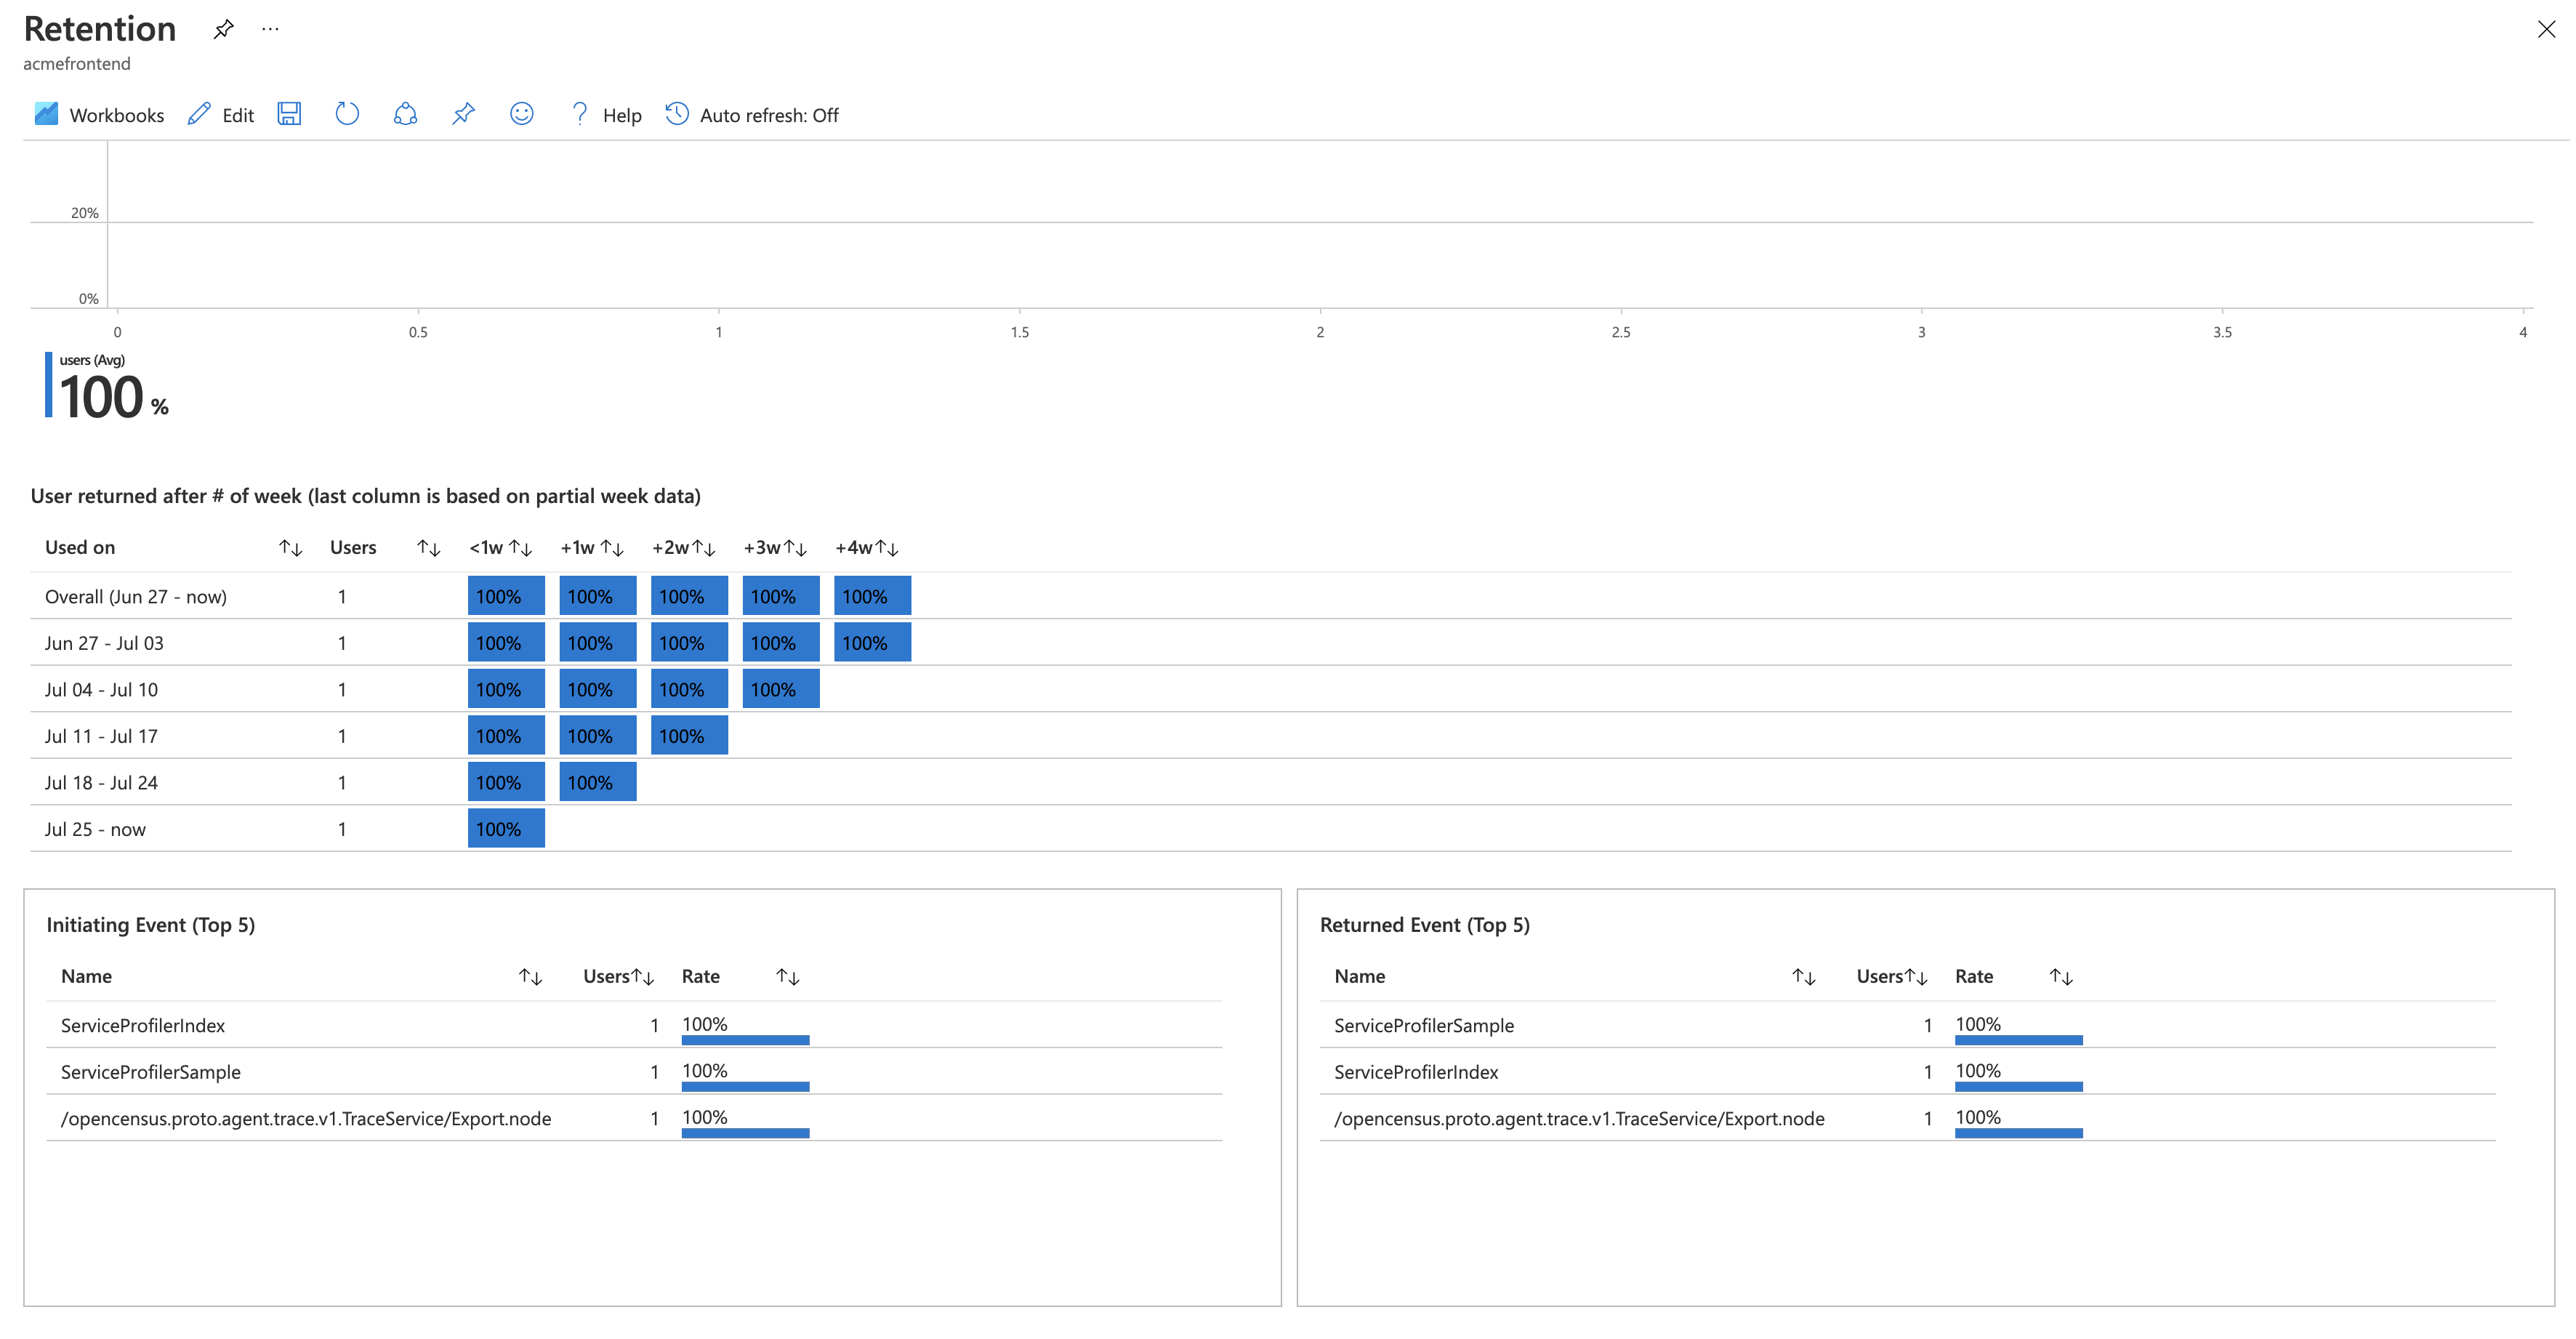 Retention
acmefrontend
Workbooks Edit Help Auto refresh: Off
20%
0%
0 0.5 1 1.5 2 2.5 3 3.5 4
users (Avg)
100 %
User returned after # of week (last column is based on partial week data)
Used on Users <1w +1w +2w +3w +4w
Overall (Jun 27 - now) 1 100% 100% 100% 100% 100%
Jun 27 - Jul 03 1 100% 100% 100% 100% 100%
Jul 04 - Jul 10 1 100% 100% 100% 100%
Jul 11 - Jul 17 1 100% 100% 100%
Jul 18 - Jul 24 1 100% 100%
Jul 25 - now 1 100%
Initiating Event (Top 5)
Name Users Rate
ServiceProfilerIndex 1 100%
ServiceProfilerSample 1 100%
/opencensus.proto.agent.trace.v1.TraceService/Export.node 1 100%
Returned Event (Top 5)
Name Users Rate
ServiceProfilerSample 1 100%
ServiceProfilerIndex 1 100%
/opencensus.proto.agent.trace.v1.TraceService/Export.node 1 100%